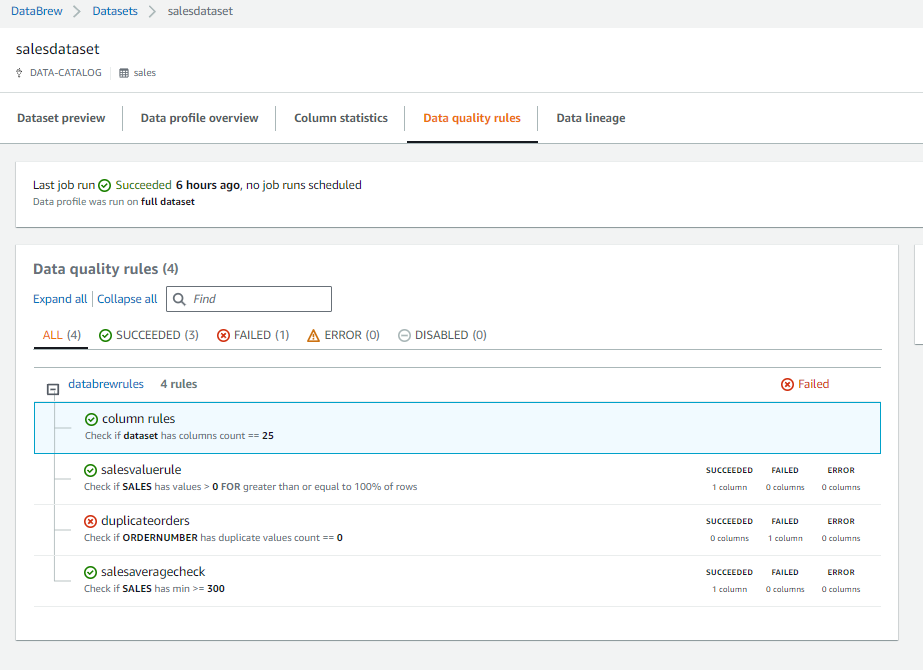 DataBrew Datasets salesdataset
salesdataset
DATA-CATALOG sales
Dataset preview Data profile overview Column statistics Data quality rules Data lineage
Last job run Succeeded 6 hours ago, no job runs scheduled
Data profile was run on full dataset
Data quality rules (4)
Expand all Collapse all Find
ALL (4) SUCCEEDED (3) FAILED (1) ERROR (0) DISABLED (0)
databrewrules 4 rules Failed
column rules
Check if dataset has columns count == 25
salesvaluerule SUCCEEDED FAILED ERROR
Check if SALES has values > 0 FOR greater than or equal to 100% of rows 1 column 0 columns 0 columns
duplicateorders SUCCEEDED FAILED ERROR
Check if ORDERNUMBER has duplicate values count == 0 0 columns 1 column 0 columns
salesaveragecheck SUCCEEDED FAILED ERROR
Check if SALES has min >= 300 1 column 0 columns 0 columns